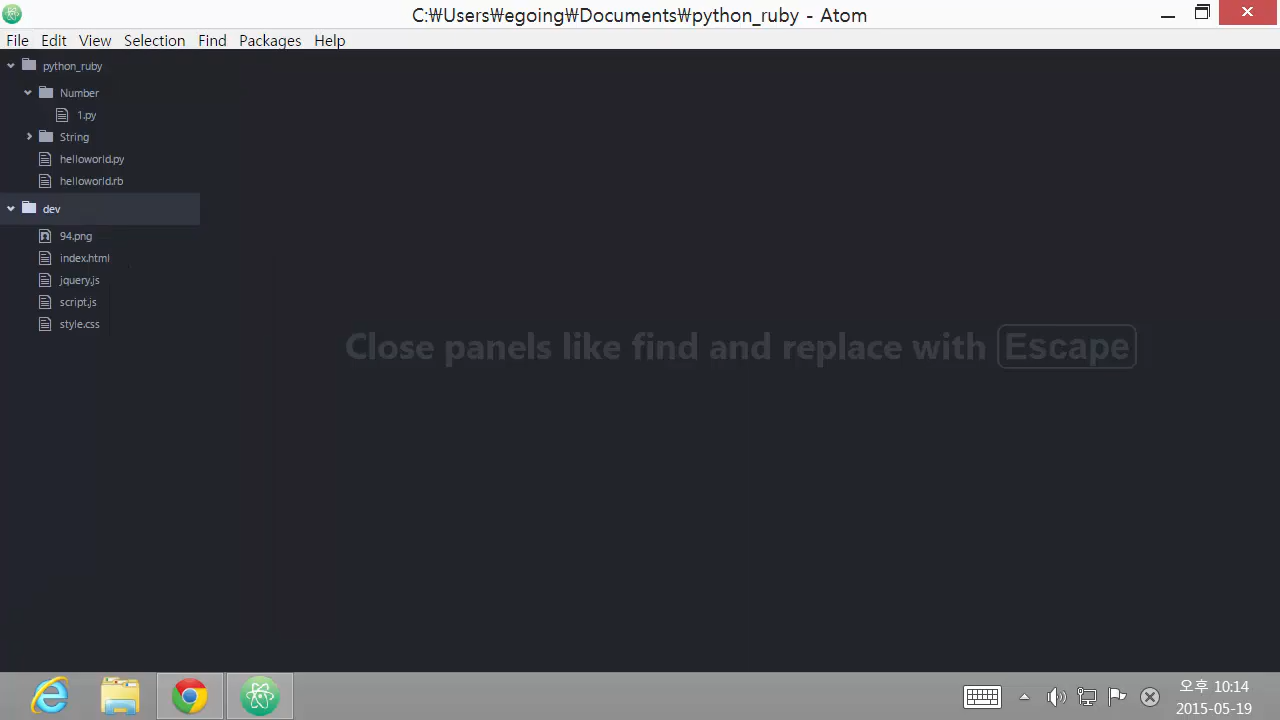 C:₩Users₩egoing₩Documents₩python_ruby - Atom
File Edit View Selection Find Packages Help
python_ruby
Number
1.py
String
helloworld.py
helloworld.rb
dev
94.png
index.html
jquery.js
script.js
style.css
Close panels like find and replace with Escape
오후 10:14
2015-05-19